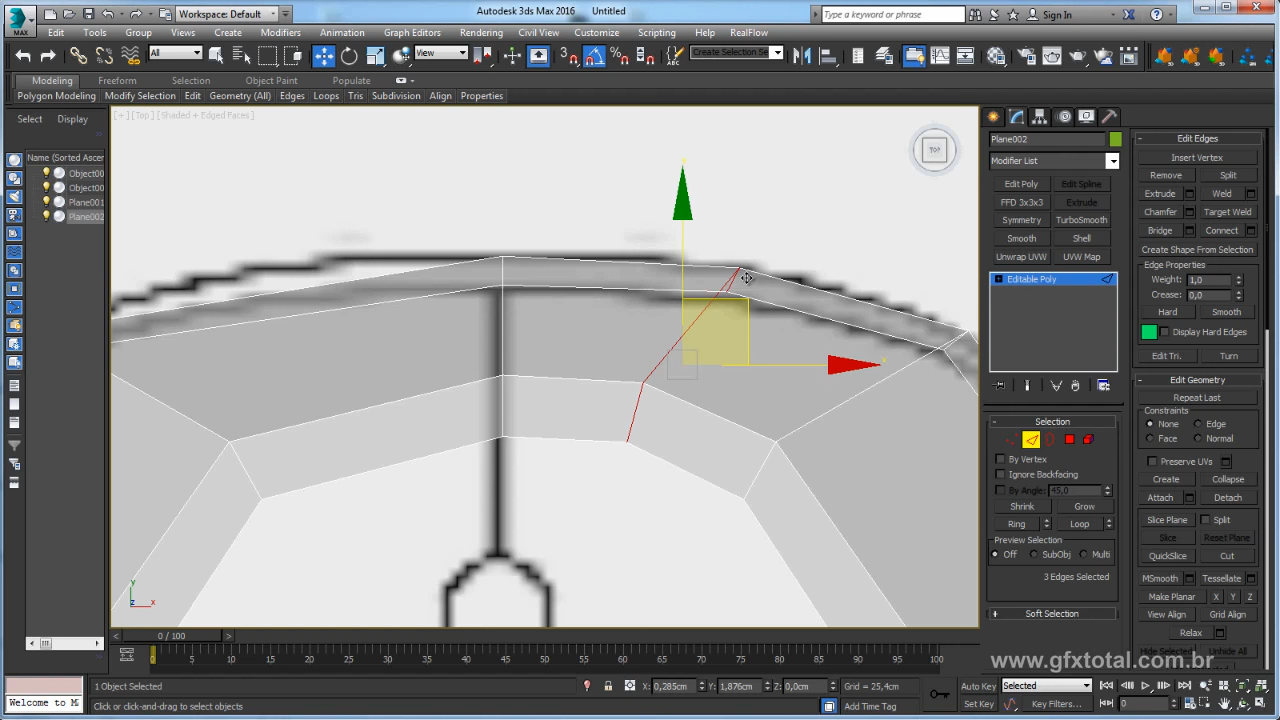 Autodesk 3ds Max 2016 Untitled
Workspace: Default
Type a keyword or phrase
Sign In
MAX
Edit Tools Group Views Create Modifiers Animation Graph Editors Rendering Civil View Customize Scripting Help RealFlow
All
View
Create Selection Se
Modeling Freeform Selection Object Paint Populate
Polygon Modeling Modify Selection Edit Geometry (All) Edges Loops Tris Subdivision Align Properties
Select Display
Name (Sorted Ascen
Object00
Object00
Plane001
Plane002
[+] [Top] [Shaded + Edged Faces]
TOP
Plane002
Modifier List
Edit Poly Edit Spline
FFD 3x3x3 Extrude
Symmetry TurboSmooth
Smooth Shell
Unwrap UVW UVW Map
Editable Poly
Selection
By Vertex
Ignore Backfacing
By Angle: 45,0
Shrink Grow
Ring Loop
Preview Selection
Off SubObj Multi
3 Edges Selected
Soft Selection
Edit Edges
Insert Vertex
Remove Split
Extrude Weld
Chamfer Target Weld
Bridge Connect
Create Shape From Selection
Edge Properties
Weight: 1,0
Crease: 0,0
Hard Smooth
Display Hard Edges
Edit Tri. Turn
Edit Geometry
Repeat Last
Constraints
None Edge
Face Normal
Preserve UVs
Create Collapse
Attach Detach
Slice Plane Split
Slice Reset Plane
QuickSlice Cut
MSmooth Tessellate
Make Planar X Y Z
View Align Grid Align
Relax
Hide Selected Unhide All
www.gfxtotal.com.br
0 / 100
0 5 10 15 20 25 30 35 40 45 50 55 60 65 70 75 80 85 90 95 100
1 Object Selected
X: 0,285cm Y: 1,876cm Z: 0,0cm
Grid = 25,4cm
Auto Key
Selected
Welcome to M
Click or click-and-drag to select objects
Add Time Tag
Set Key
Key Filters...
0